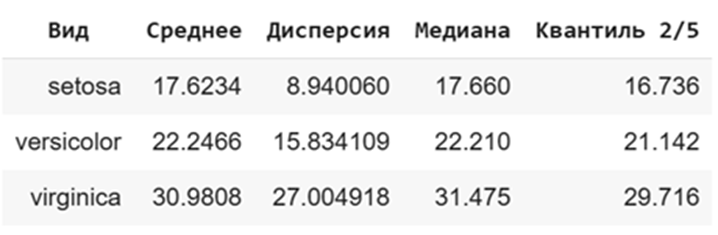 Вид Среднее Дисперсия Медиана Квантиль 2/5
setosa 17.6234 8.940060 17.660 16.736
versicolor 22.2466 15.834109 22.210 21.142
virginica 30.9808 27.004918 31.475 29.716